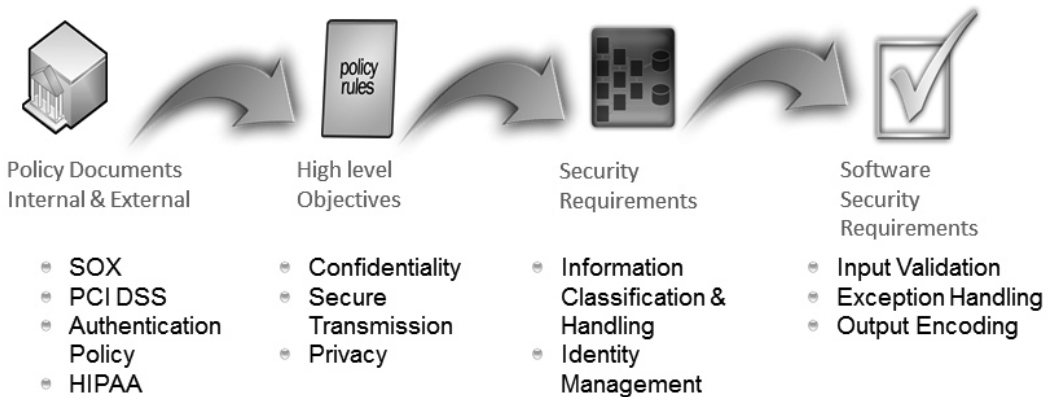 policy
rules
Policy Documents
Internal & External
High level
Objectives
Security
Requirements
Software
Security
Requirements
SOX
PCI DSS
Authentication
Policy
HIPAA
Confidentiality
Secure
Transmission
Privacy
Information
Classification &
Handling
Identity
Management
Input Validation
Exception Handling
Output Encoding